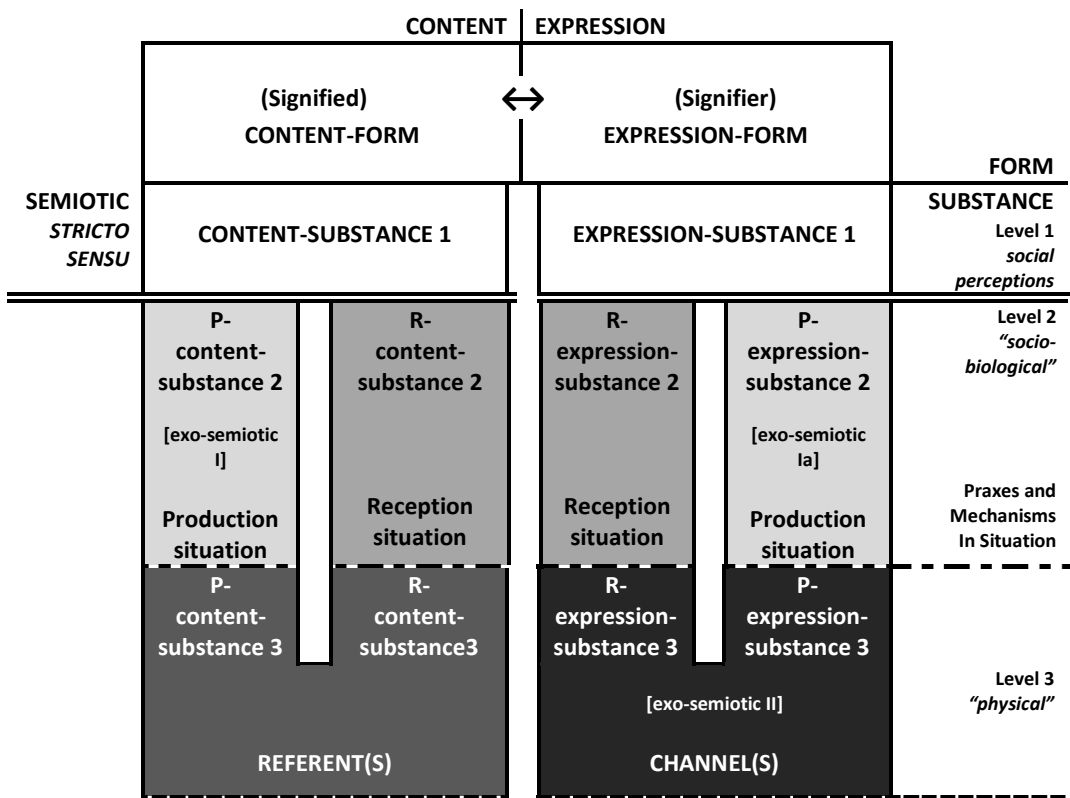 CONTENT EXPRESSION
(Signified) ↔ (Signifier)
CONTENT-FORM EXPRESSION-FORM
FORM
SEMIOTIC
STRICTO
SENSU
CONTENT-SUBSTANCE 1
EXPRESSION-SUBSTANCE 1
SUBSTANCE
Level 1
social
perceptions
P-
content-
substance 2
[exo-semiotic
I]
Production
situation
R-
content-
substance 2
Reception
situation
R-
expression-
substance 2
Reception
situation
P-
expression-
substance 2
[exo-semiotic
Ia]
Production
situation
Level 2
“socio-
biological”
Praxes and
Mechanisms
In Situation
P-
content-
substance 3
R-
content-
substance3
R-
expression-
substance 3
P-
expression-
substance 3
[exo-semiotic II]
REFERENT(S)
CHANNEL(S)
Level 3
“physical”